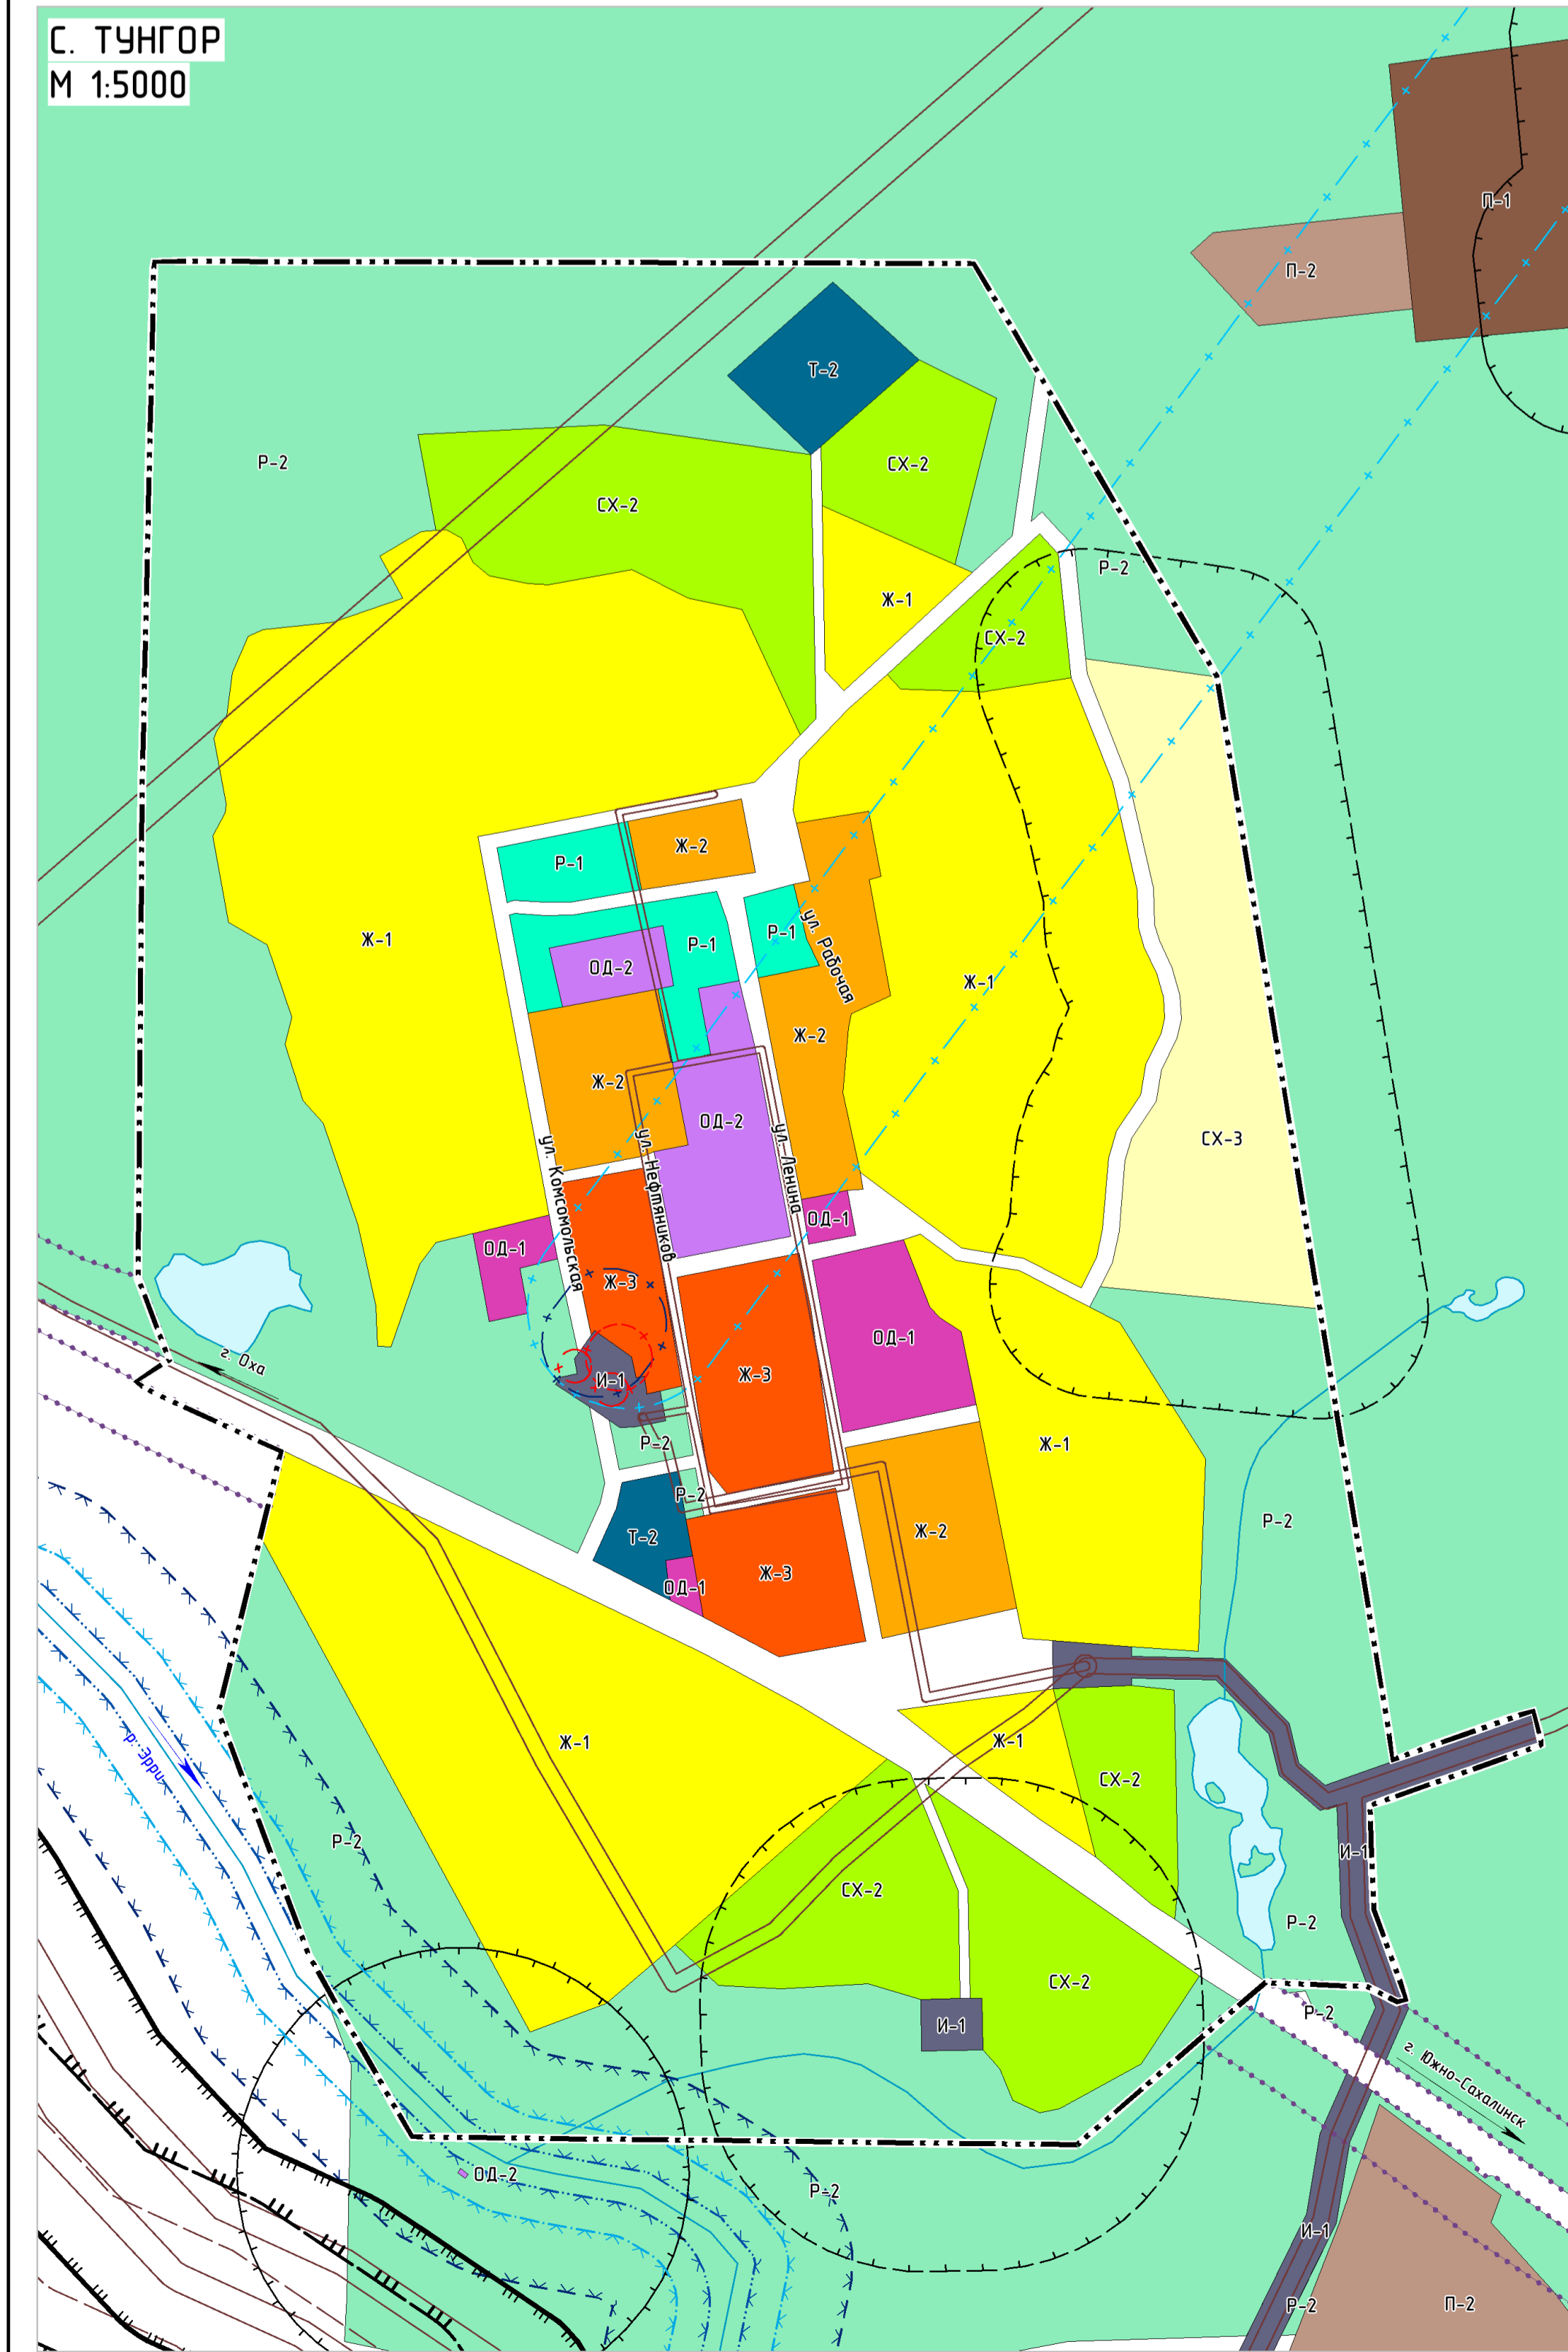 С. ТУНГОР
М 1:5000
П-1
П-2
Т-2
Р-2
СХ-2
СХ-2
Р-2
Ж-1
СХ-2
Ж-2
Р-1
Р-1
Р-1
ул. Рабочая
Ж-1
ОД-2
Ж-1
Ж-2
Ж-2
ОД-2
СХ-3
ул. Комсомольская
ул. Нефтяников
ул. Ленина
ОД-1
ОД-1
Ж-3
ОД-1
г. Оха
И-1
Ж-3
Р-2
Ж-1
Р-2
Р-2
Ж-2
Т-2
Ж-3
ОД-1
р. Эрри
Ж-1
Ж-1
СХ-2
Р-2
И-1
СХ-2
Р-2
СХ-2
И-1
Р-2
г. Южно-Сахалинск
ОД-2
Р-2
И-1
Р-2
П-2